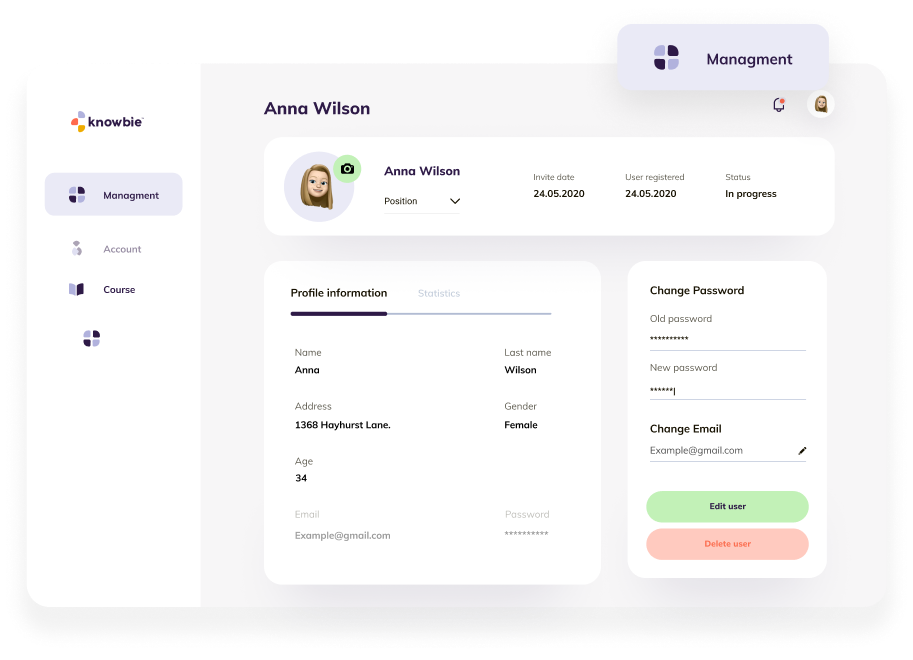 Managment
Anna Wilson
knowbie
Managment
Account
Course
Anna Wilson
Position
Invite date
24.05.2020
User registered
24.05.2020
Status
In progress
Profile information
Statistics
Name
Anna
Last name
Wilson
Address
1368 Hayhurst Lane.
Gender
Female
Age
34
Email
Example@gmail.com
Password
**********
Change Password
Old password
**********
New password
******|
Change Email
Example@gmail.com
Edit user
Delete user